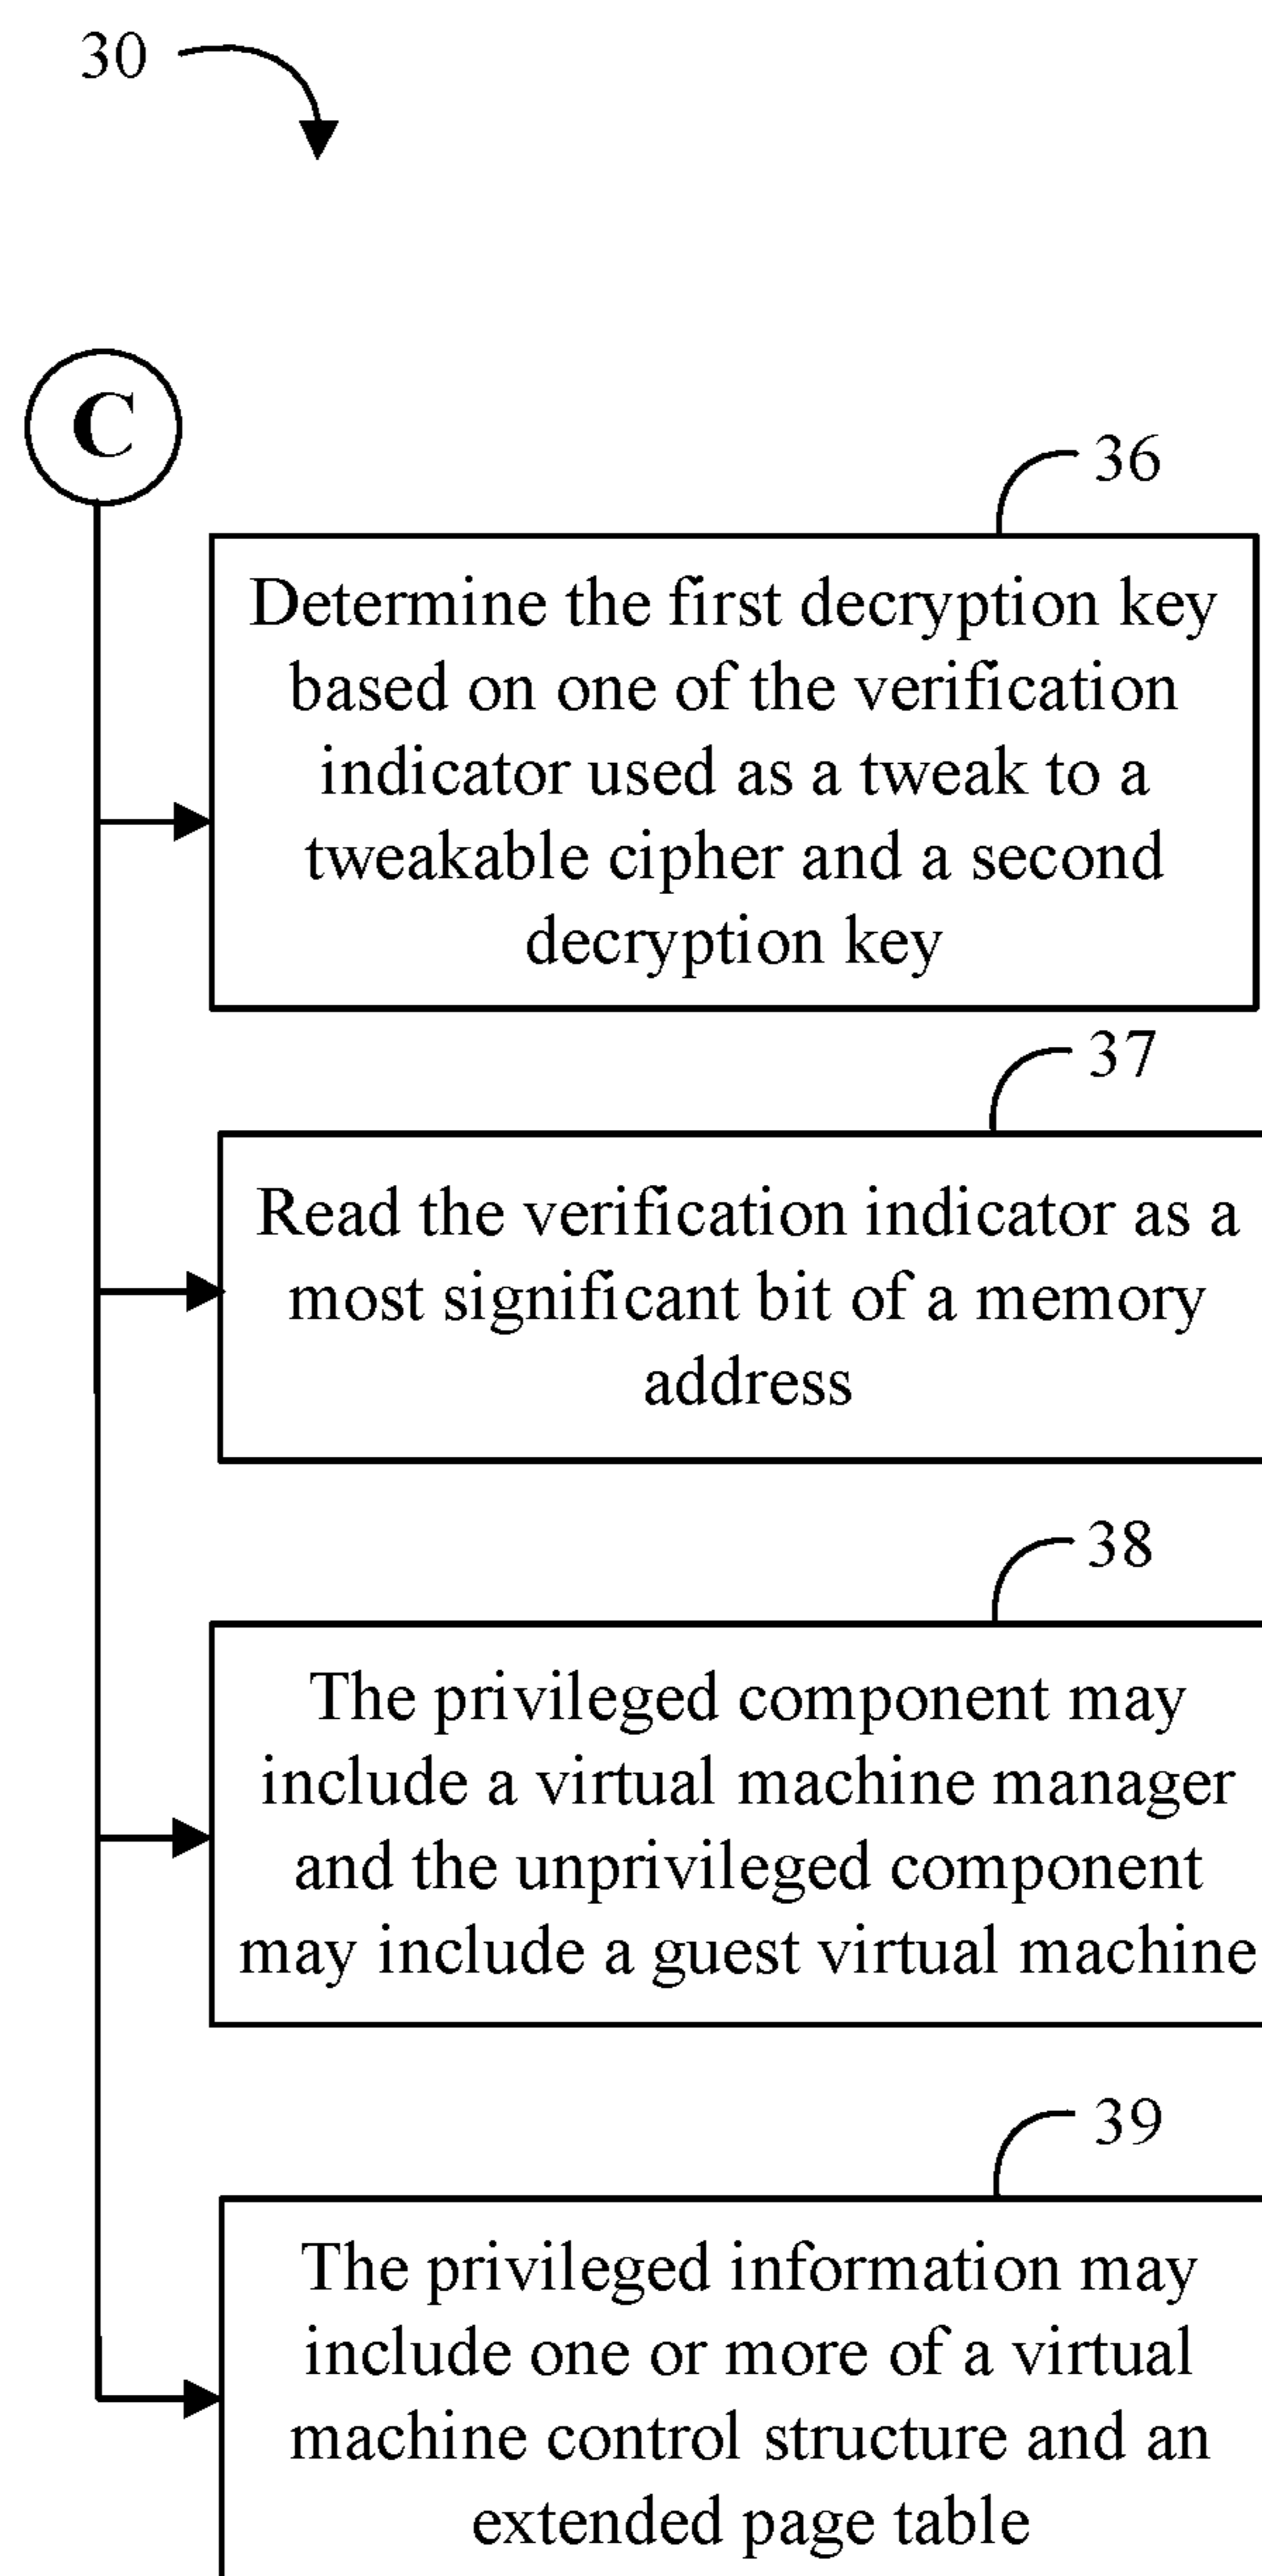 30
C
36
Determine the first decryption key
based on one of the verification
indicator used as a tweak to a
tweakable cipher and a second
decryption key
37
Read the verification indicator as a
most significant bit of a memory
address
38
The privileged component may
include a virtual machine manager
and the unprivileged component
may include a guest virtual machine
39
The privileged information may
include one or more of a virtual
machine control structure and an
extended page table